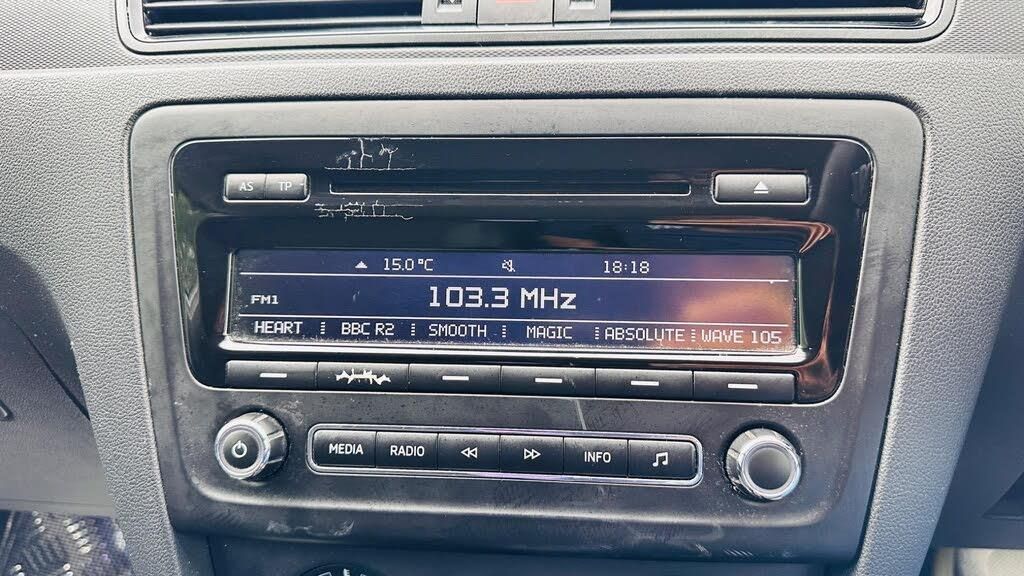 AS TP
15.0°C 18:18
103.3 MHz
FM1
HEART BBC R2 SMOOTH MAGIC ABSOLUTE WAVE 105
MEDIA RADIO INFO